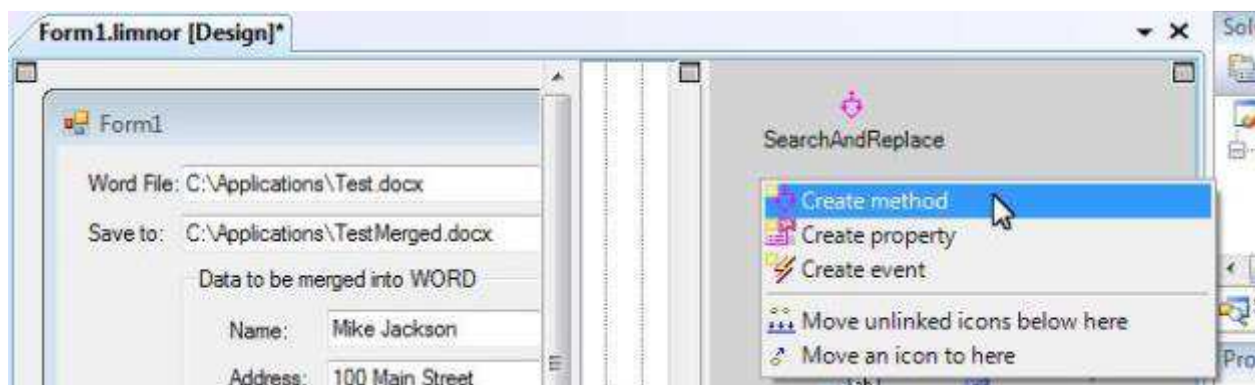 Form1.limnor [Design]*
Form1
Word File: C:\Applications\Test.docx
Save to: C:\Applications\TestMerged.docx
Data to be merged into WORD
Name: Mike Jackson
Address: 100 Main Street
SearchAndReplace
Create method
Create property
Create event
Move unlinked icons below here
Move an icon to here
Sol
Pro